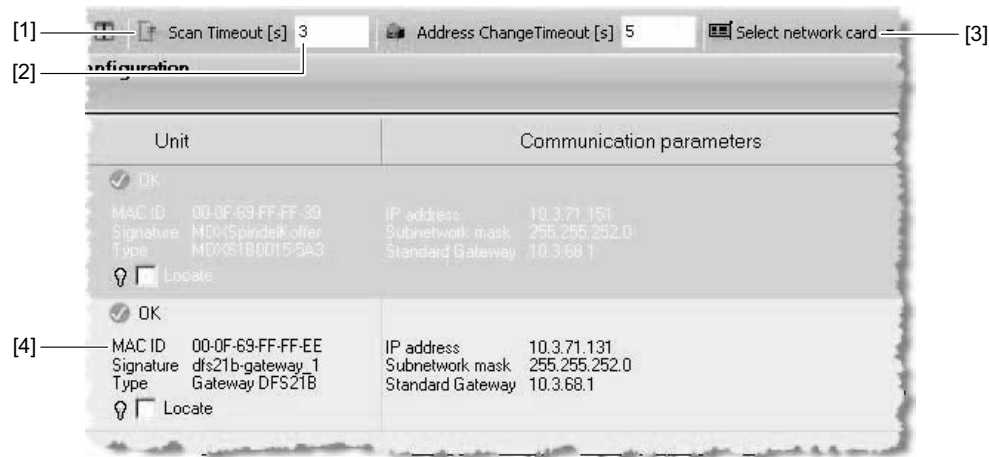 [1] Scan Timeout [s] 3 Address ChangeTimeout [s] 5 Select network card [3]
[2] onfiguration
Unit Communication parameters
OK
MAC ID 00-0F-69-FF-FF-39 IP address 10.3.71.151
Signature MDXSpindelKoffer Subnetwork mask 255.255.252.0
Type MDX61B0015-5A3 Standard Gateway 10.3.68.1
Locate
OK
[4] MAC ID 00-0F-69-FF-FF-EE IP address 10.3.71.131
Signature dfs21b-gateway_1 Subnetwork mask 255.255.252.0
Type Gateway DFS21B Standard Gateway 10.3.68.1
Locate